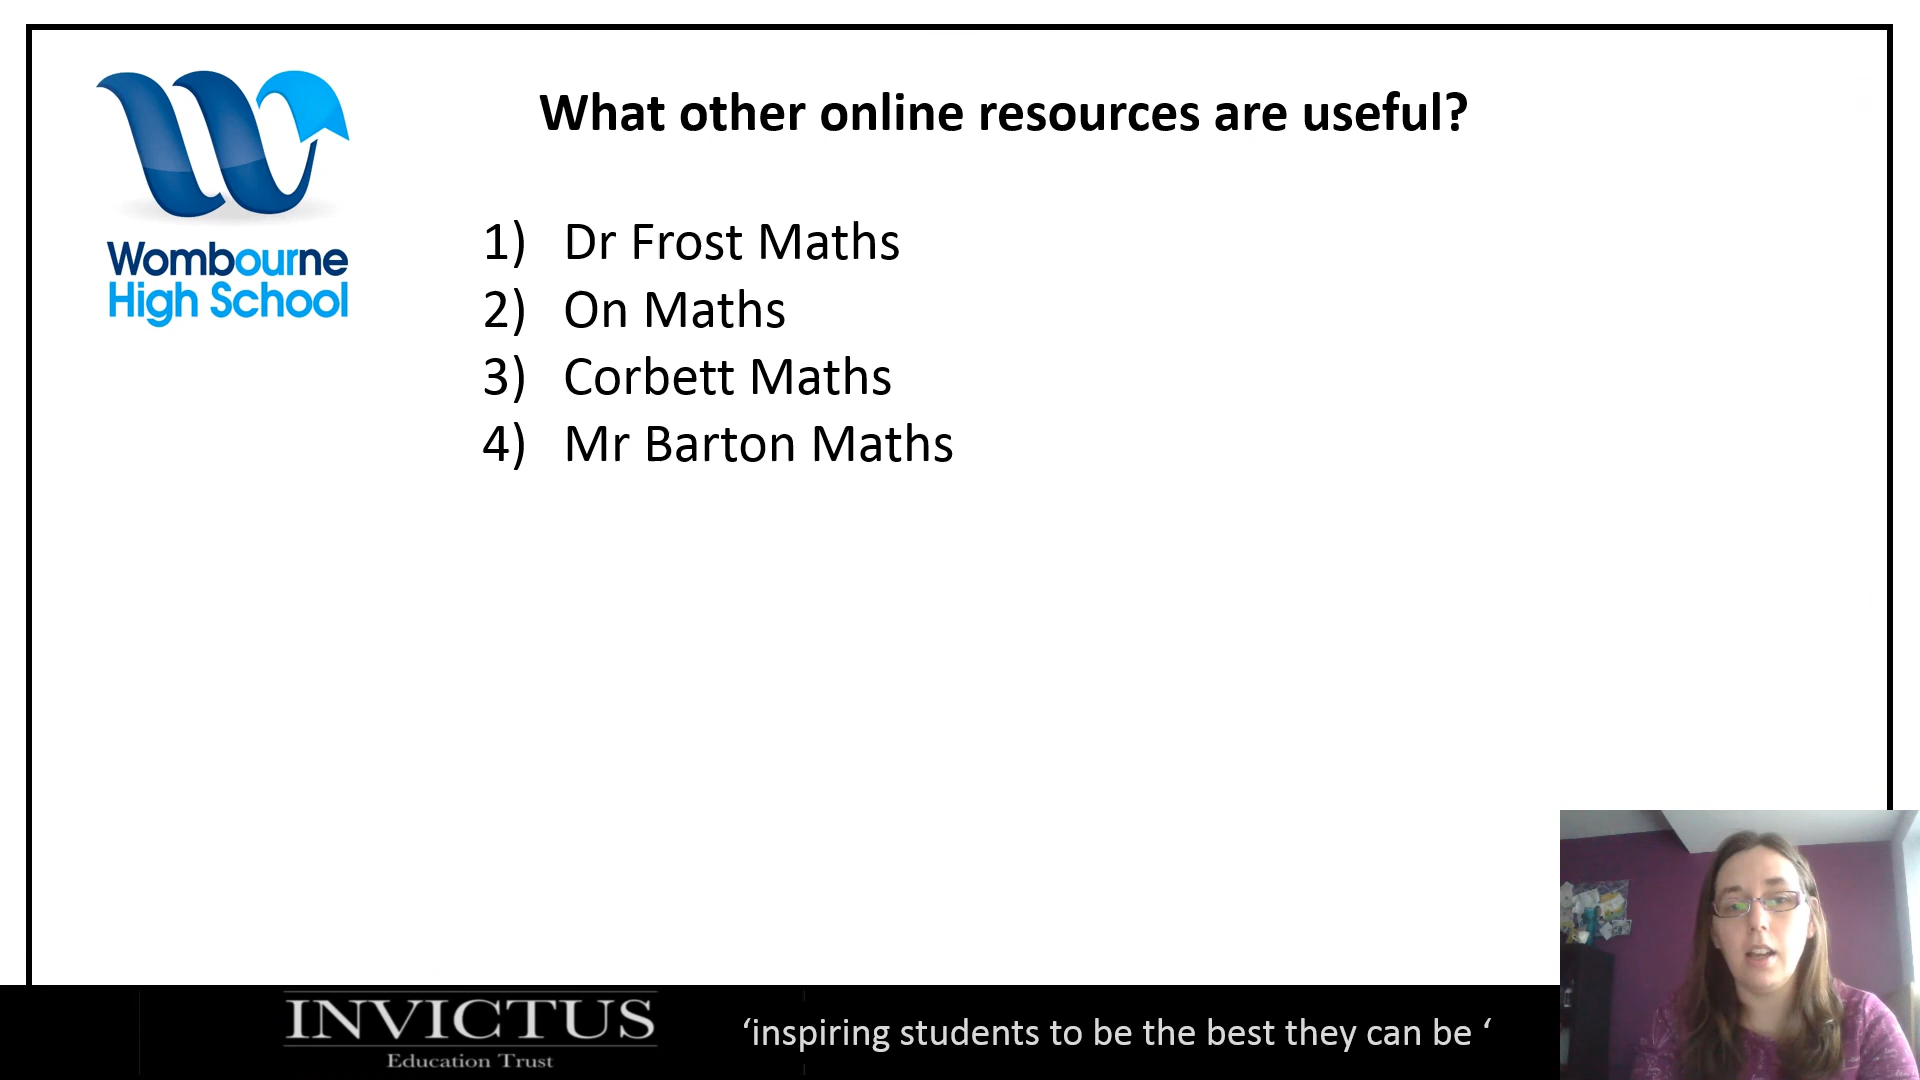 What other online resources are useful?
Wombourne
High School
1) Dr Frost Maths
2) On Maths
3) Corbett Maths
4) Mr Barton Maths
INVICTUS
Education Trust
‘inspiring students to be the best they can be ‘